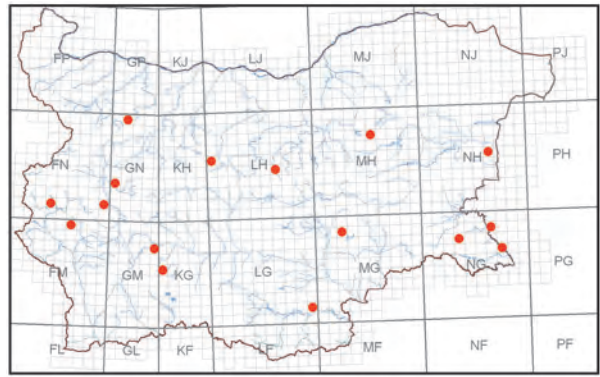 FP GP KJ LJ MJ NJ PJ
FN GN KH LH MH NH PH
FM GM KG LG MG NG PG
FL GL KF LF MF NF PF